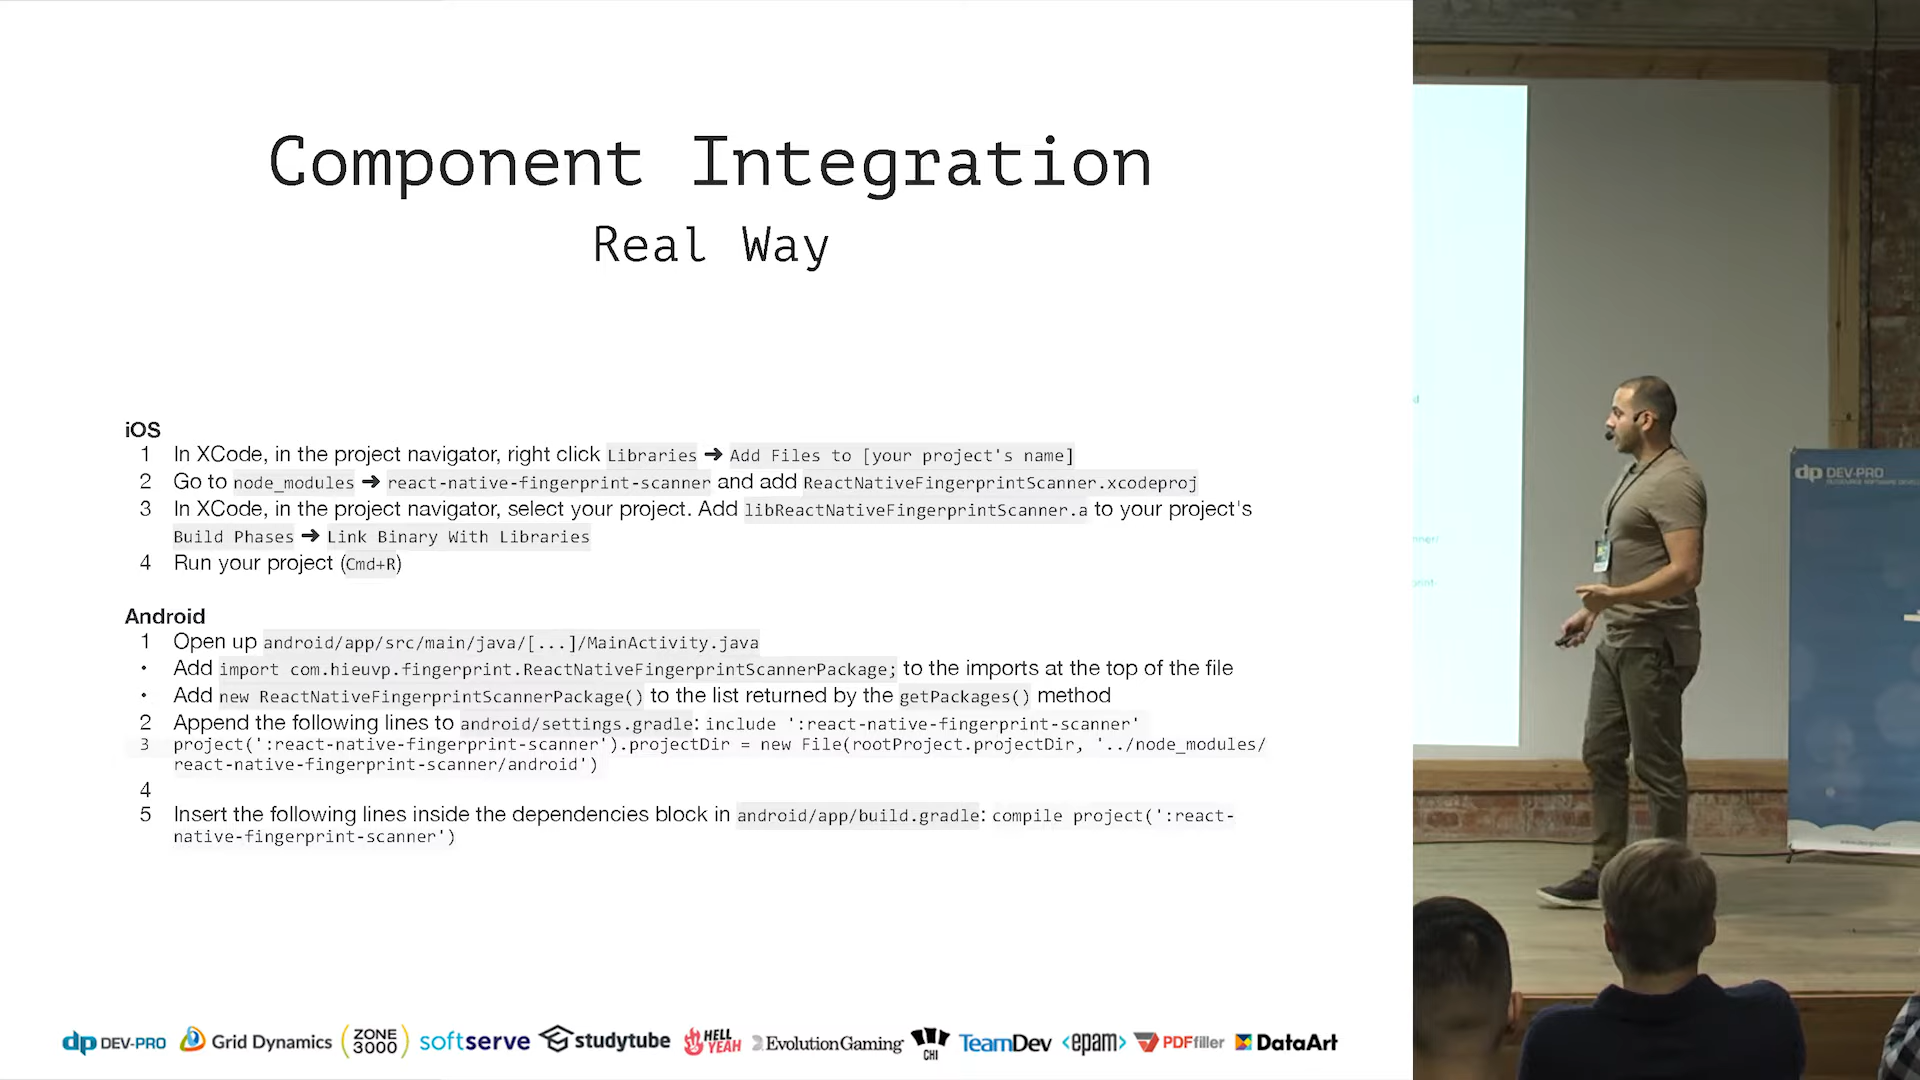 Component Integration
Real Way
iOS
1 In XCode, in the project navigator, right click Libraries ➜ Add Files to [your project's name]
2 Go to node_modules ➜ react-native-fingerprint-scanner and add ReactNativeFingerprintScanner.xcodeproj
3 In XCode, in the project navigator, select your project. Add libReactNativeFingerprintScanner.a to your project's
Build Phases ➜ Link Binary With Libraries
4 Run your project (Cmd+R)
Android
1 Open up android/app/src/main/java/[...]/MainActivity.java
• Add import com.hieuvp.fingerprint.ReactNativeFingerprintScannerPackage; to the imports at the top of the file
• Add new ReactNativeFingerprintScannerPackage() to the list returned by the getPackages() method
2 Append the following lines to android/settings.gradle: include ':react-native-fingerprint-scanner'
3 project(':react-native-fingerprint-scanner').projectDir = new File(rootProject.projectDir, '../node_modules/
react-native-fingerprint-scanner/android')
4
5 Insert the following lines inside the dependencies block in android/app/build.gradle: compile project(':react-
native-fingerprint-scanner')
dp DEV-PRO
dp DEV-PRO Grid Dynamics ZONE 3000 softserve studytube HELL YEAH Evolution Gaming CHI TeamDev <epam> PDFfiller DataArt